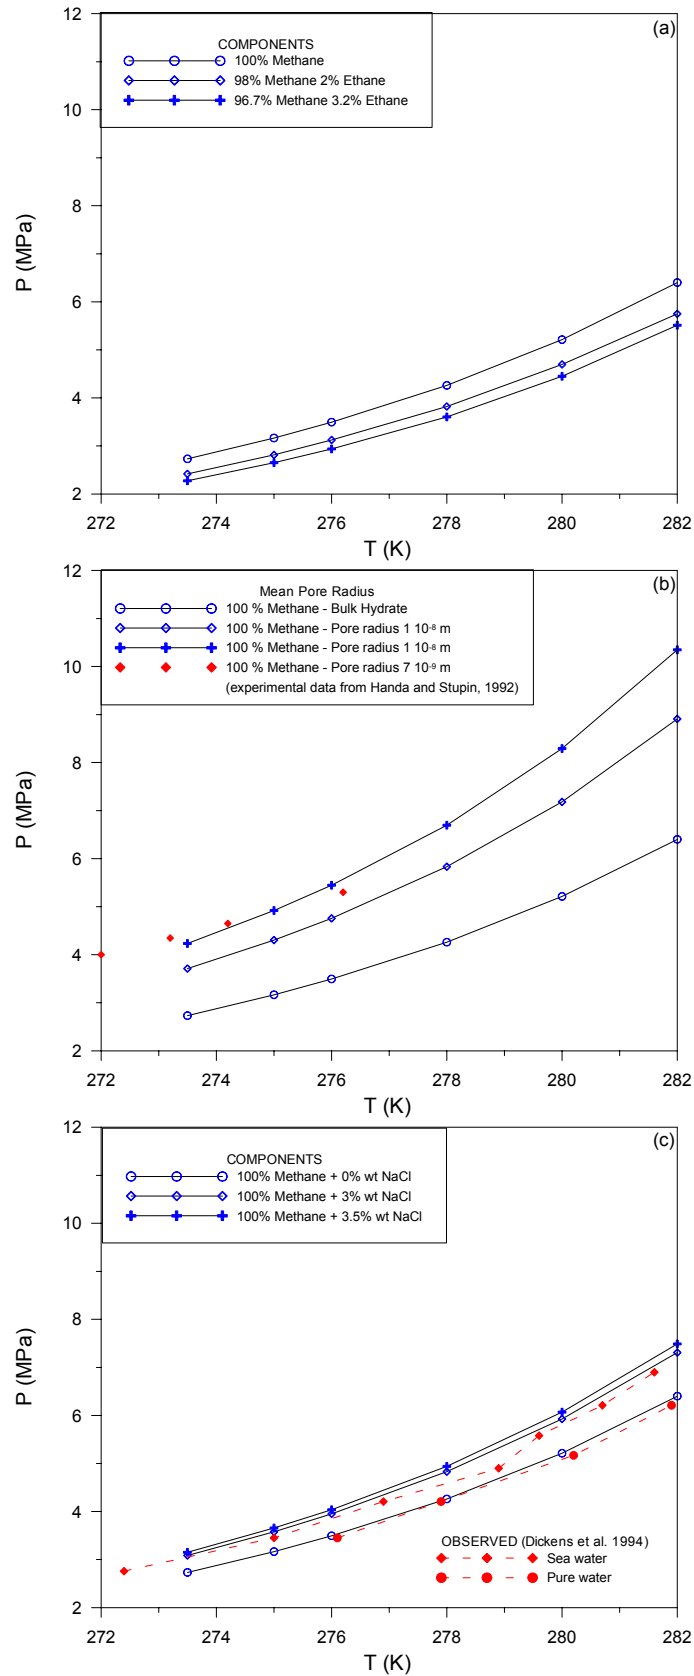 (a)
COMPONENTS
100% Methane
98% Methane 2% Ethane
96.7% Methane 3.2% Ethane
12
10
8
6
4
2
P (MPa)
272 274 276 278 280 282
T (K)
(b)
Mean Pore Radius
100 % Methane - Bulk Hydrate
100 % Methane - Pore radius 1 10-8 m
100 % Methane - Pore radius 1 10-8 m
100 % Methane - Pore radius 7 10-9 m
(experimental data from Handa and Stupin, 1992)
12
10
8
6
4
2
P (MPa)
272 274 276 278 280 282
T (K)
(c)
COMPONENTS
100% Methane + 0% wt NaCl
100% Methane + 3% wt NaCl
100% Methane + 3.5% wt NaCl
12
10
8
6
4
2
P (MPa)
OBSERVED (Dickens et al. 1994)
Sea water
Pure water
272 274 276 278 280 282
T (K)